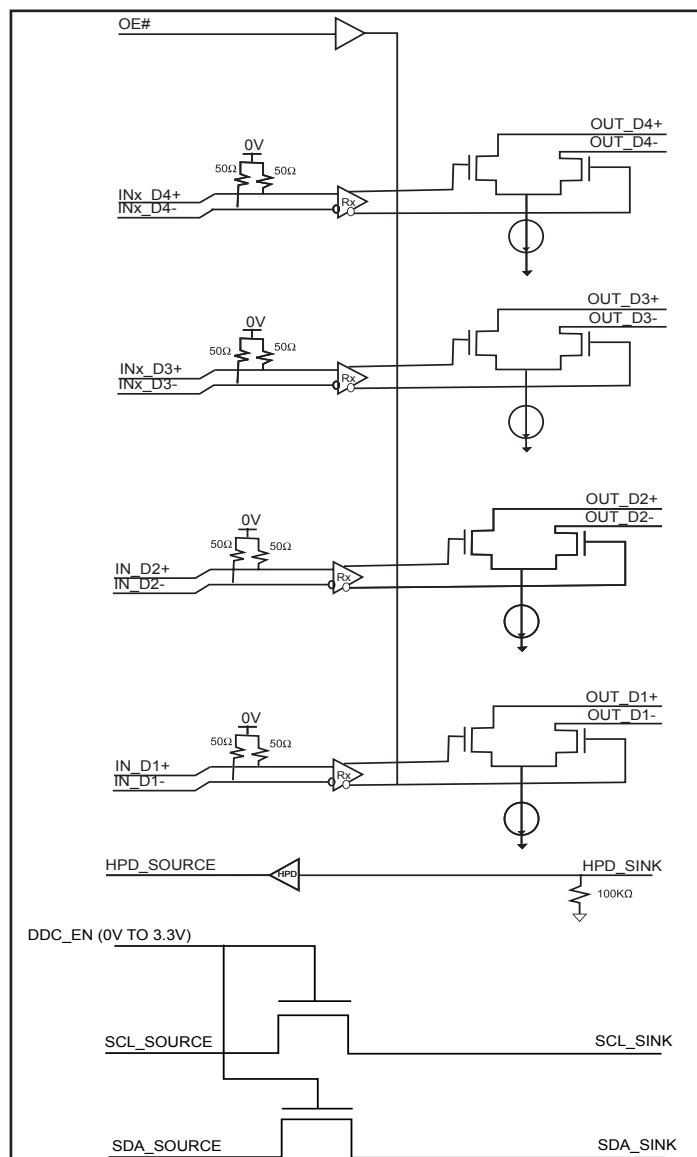 OE#
OUT_D4+
OUT_D4-
0V
50Ω 50Ω
INx_D4+
INx_D4-
Rx
OUT_D3+
OUT_D3-
0V
50Ω 50Ω
INx_D3+
INx_D3-
Rx
OUT_D2+
OUT_D2-
0V
50Ω 50Ω
IN_D2+
IN_D2-
Rx
OUT_D1+
OUT_D1-
0V
50Ω 50Ω
IN_D1+
IN_D1-
Rx
HPD_SOURCE HPD HPD_SINK
100KΩ
DDC_EN (0V TO 3.3V)
SCL_SOURCE SCL_SINK
SDA_SOURCE SDA_SINK